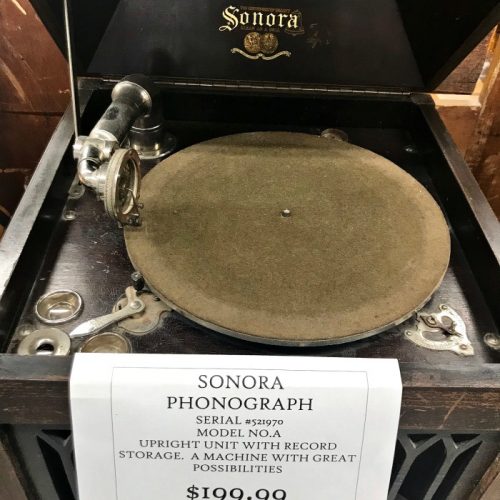 Sonora
SONORA
PHONOGRAPH
SERIAL #521970
MODEL NO.A
UPRIGHT UNIT WITH RECORD
STORAGE. A MACHINE WITH GREAT
POSSIBILITIES
$199.99